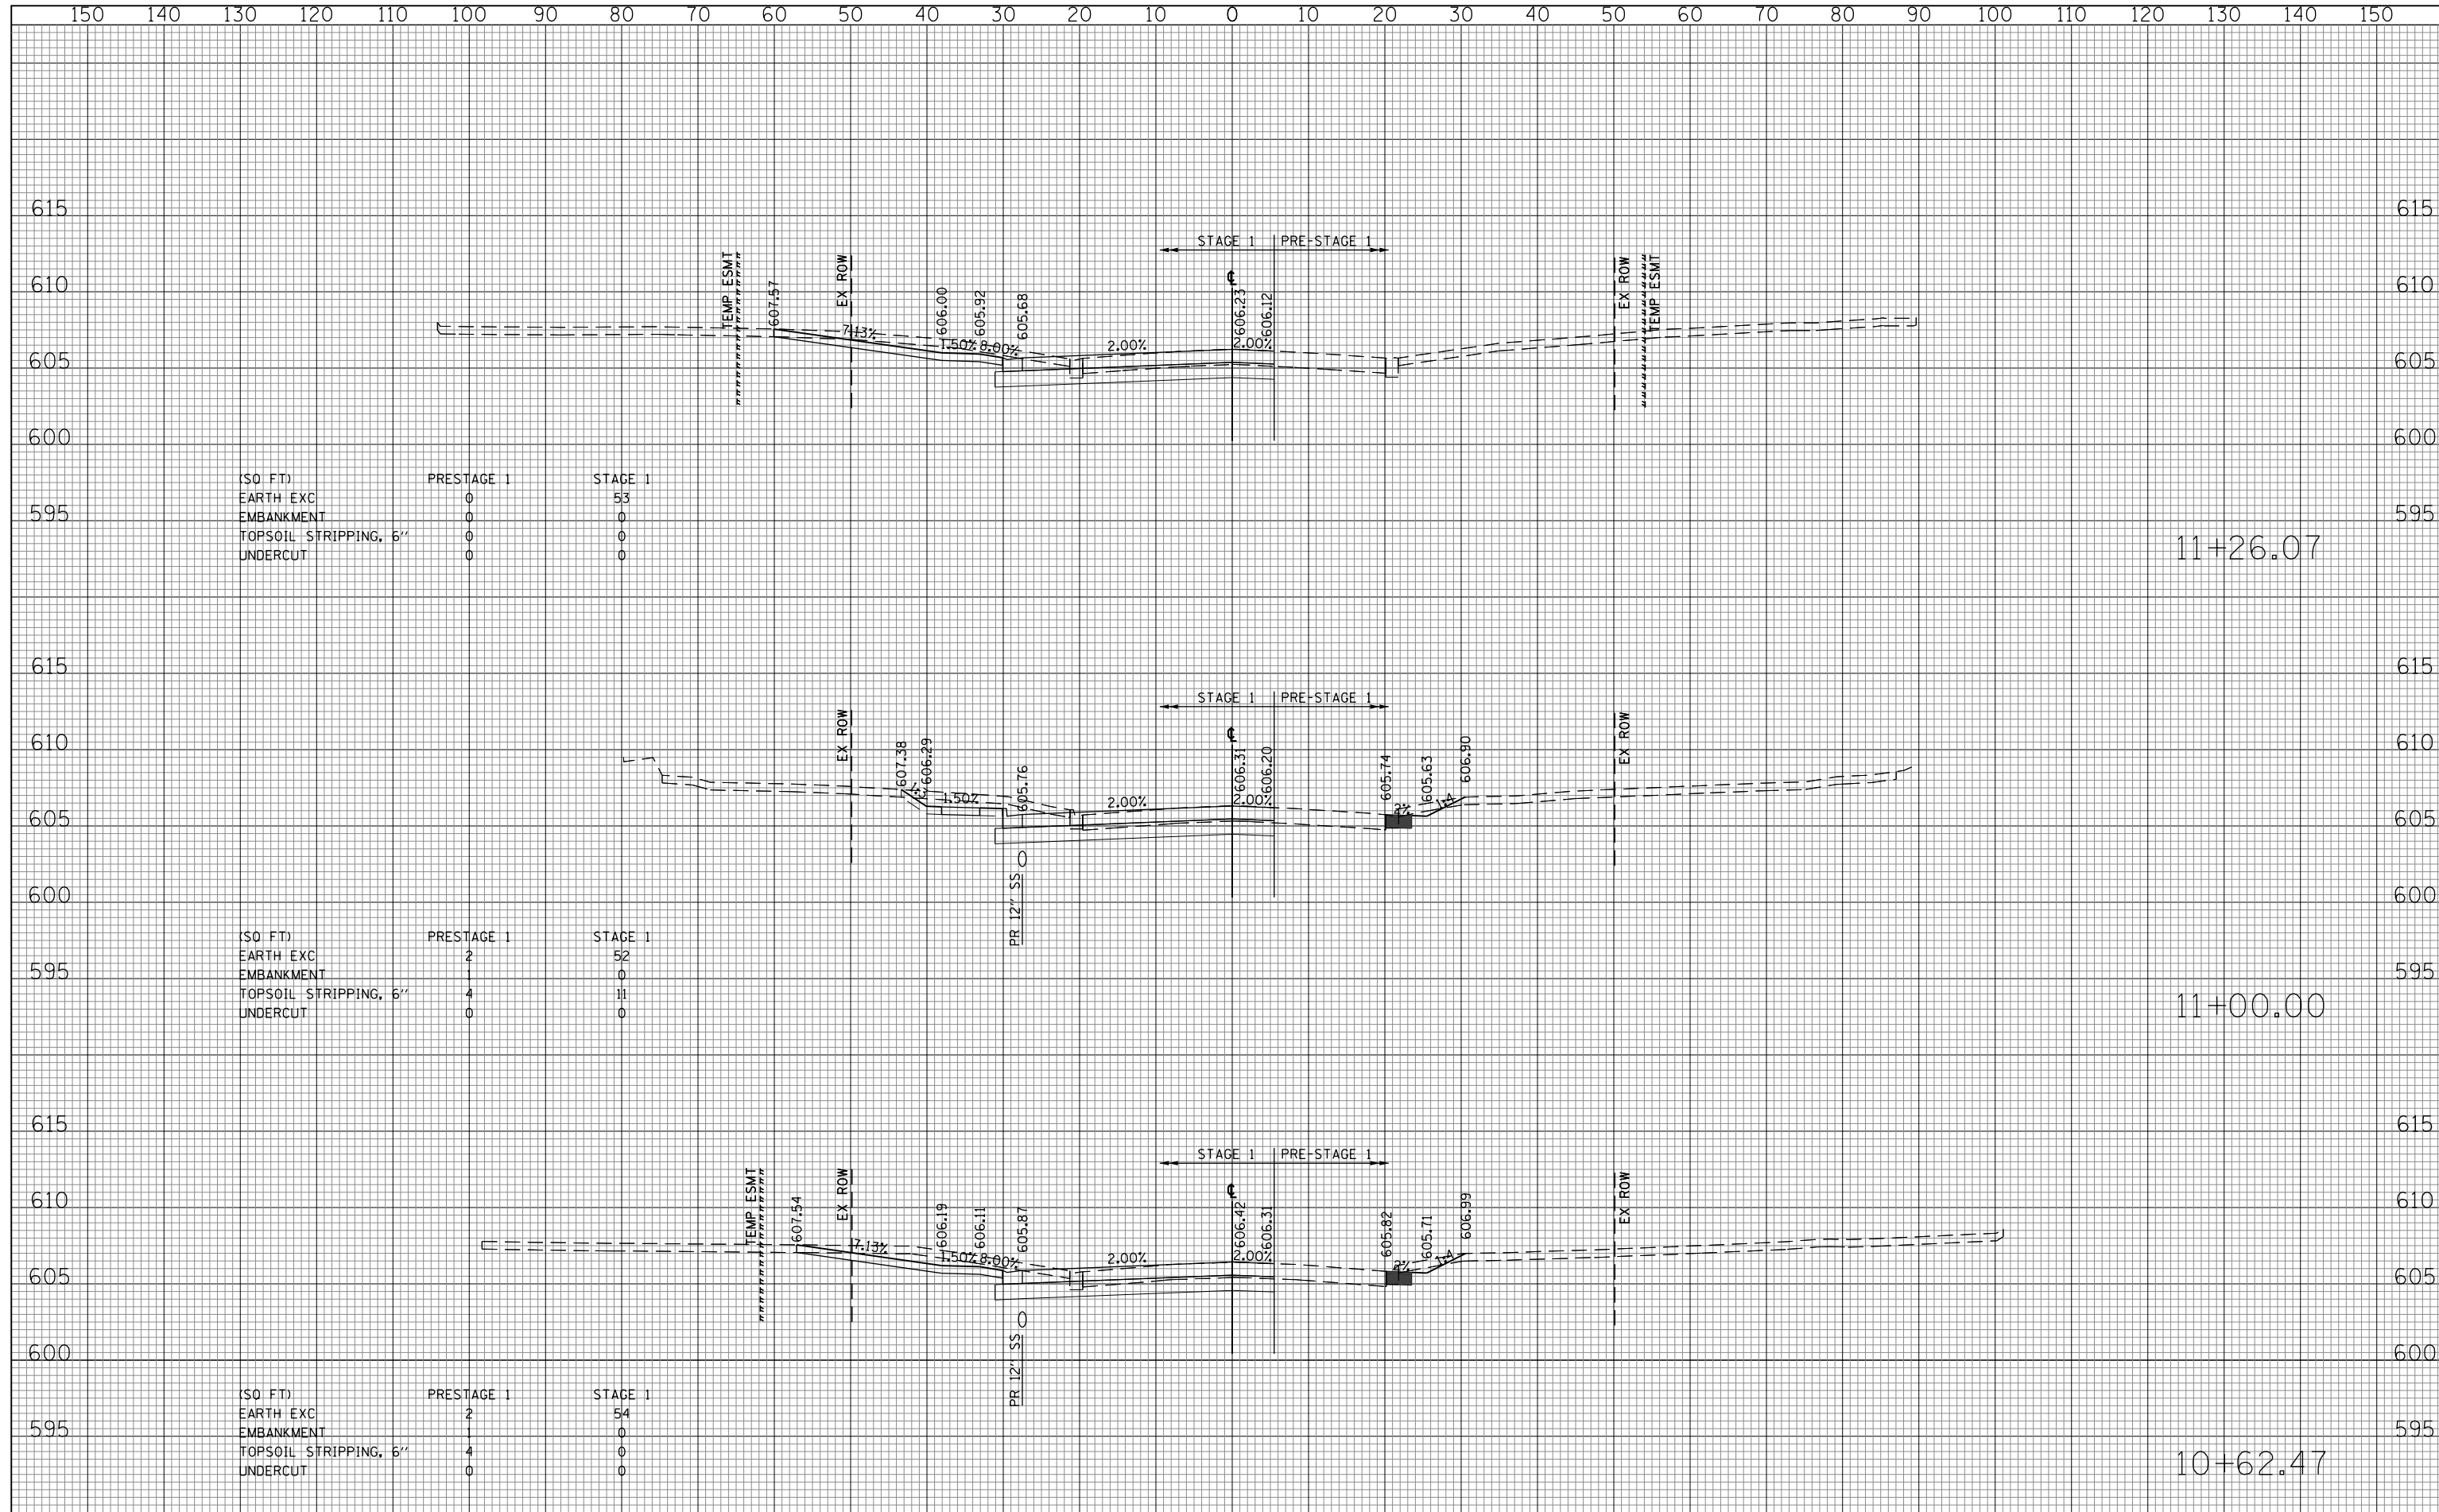 150 140 130 120 110 100 90 80 70 60 50 40 30 20 10 0 10 20 30 40 50 60 70 80 90 100 110 120 130 140 150
615 615
STAGE 1 PRE-STAGE 1
610 610
TEMP ESMT
607.57
EX ROW
606.00
605.92
605.68
℄
606.23
606.12
EX ROW
TEMP ESMT
7.13% 1.50% 8.00% 2.00% 2.00%
605 605
600 600
(SQ FT) PRESTAGE 1 STAGE 1
EARTH EXC 0 53
EMBANKMENT 0 0
TOPSOIL STRIPPING, 6" 0 0
UNDERCUT 0 0
595 595
11+26.07
615 615
STAGE 1 PRE-STAGE 1
610 610
EX ROW
607.38
606.29
605.76
℄
606.31
606.20
605.74
605.63
606.90
EX ROW
1:3 1.50% 2.00% 2.00% 2% 1:4
605 605
PR 12" SS
600 600
(SQ FT) PRESTAGE 1 STAGE 1
EARTH EXC 2 52
EMBANKMENT 1 0
TOPSOIL STRIPPING, 6" 4 11
UNDERCUT 0 0
595 595
11+00.00
615 615
STAGE 1 PRE-STAGE 1
610 610
TEMP ESMT
607.54
EX ROW
606.19
606.11
605.87
℄
606.42
606.31
605.82
605.71
606.99
EX ROW
7.13% 1.50% 8.00% 2.00% 2.00% 2% 1:4
605 605
PR 12" SS
600 600
(SQ FT) PRESTAGE 1 STAGE 1
EARTH EXC 2 54
EMBANKMENT 1 0
TOPSOIL STRIPPING, 6" 4 0
UNDERCUT 0 0
595 595
10+62.47